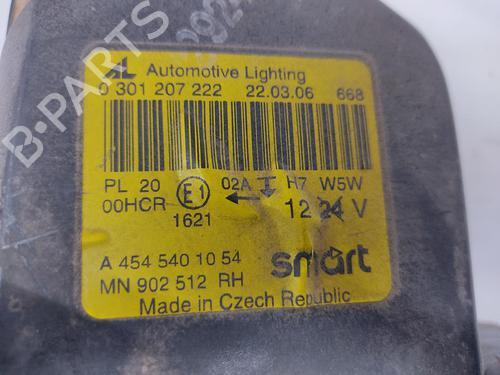 B-PARTS
AL Automotive Lighting
0 301 207 222 22.03.06 668
PL 20 02A H7 W5W
00HCR E1 12 24 V
1621
A 454 540 10 54 smart
MN 902 512 RH
Made in Czech Republic